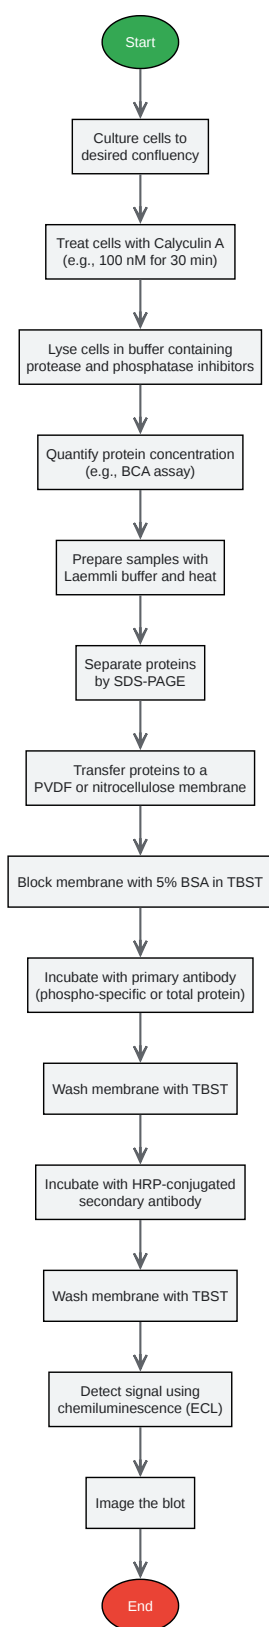 Start
Culture cells to
desired confluency
Treat cells with Calyculin A
(e.g., 100 nM for 30 min)
Lyse cells in buffer containing
protease and phosphatase inhibitors
Quantify protein concentration
(e.g., BCA assay)
Prepare samples with
Laemmli buffer and heat
Separate proteins
by SDS-PAGE
Transfer proteins to a
PVDF or nitrocellulose membrane
Block membrane with 5% BSA in TBST
Incubate with primary antibody
(phospho-specific or total protein)
Wash membrane with TBST
Incubate with HRP-conjugated
secondary antibody
Wash membrane with TBST
Detect signal using
chemiluminescence (ECL)
Image the blot
End